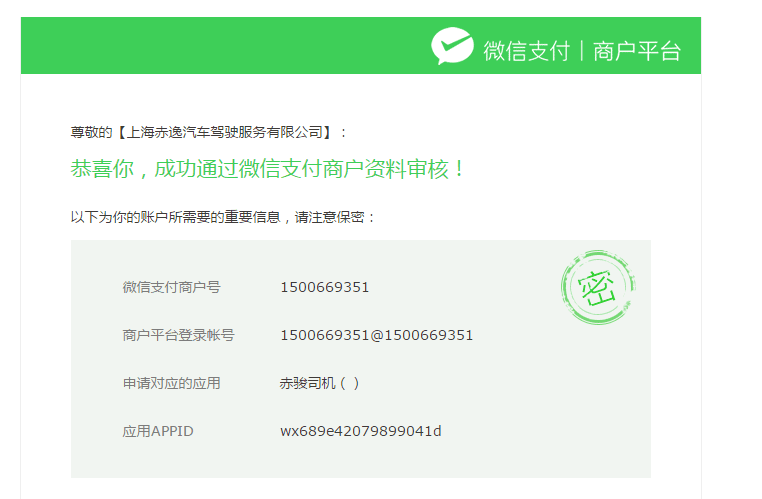 微信支付｜商户平台
尊敬的【上海赤逸汽车驾驶服务有限公司】：
恭喜你，成功通过微信支付商户资料审核！
以下为你的账户所需要的重要信息，请注意保密：
密
微信支付商户号 1500669351
商户平台登录帐号 1500669351@1500669351
申请对应的应用 赤骏司机（ ）
应用APPID wx689e42079899041d